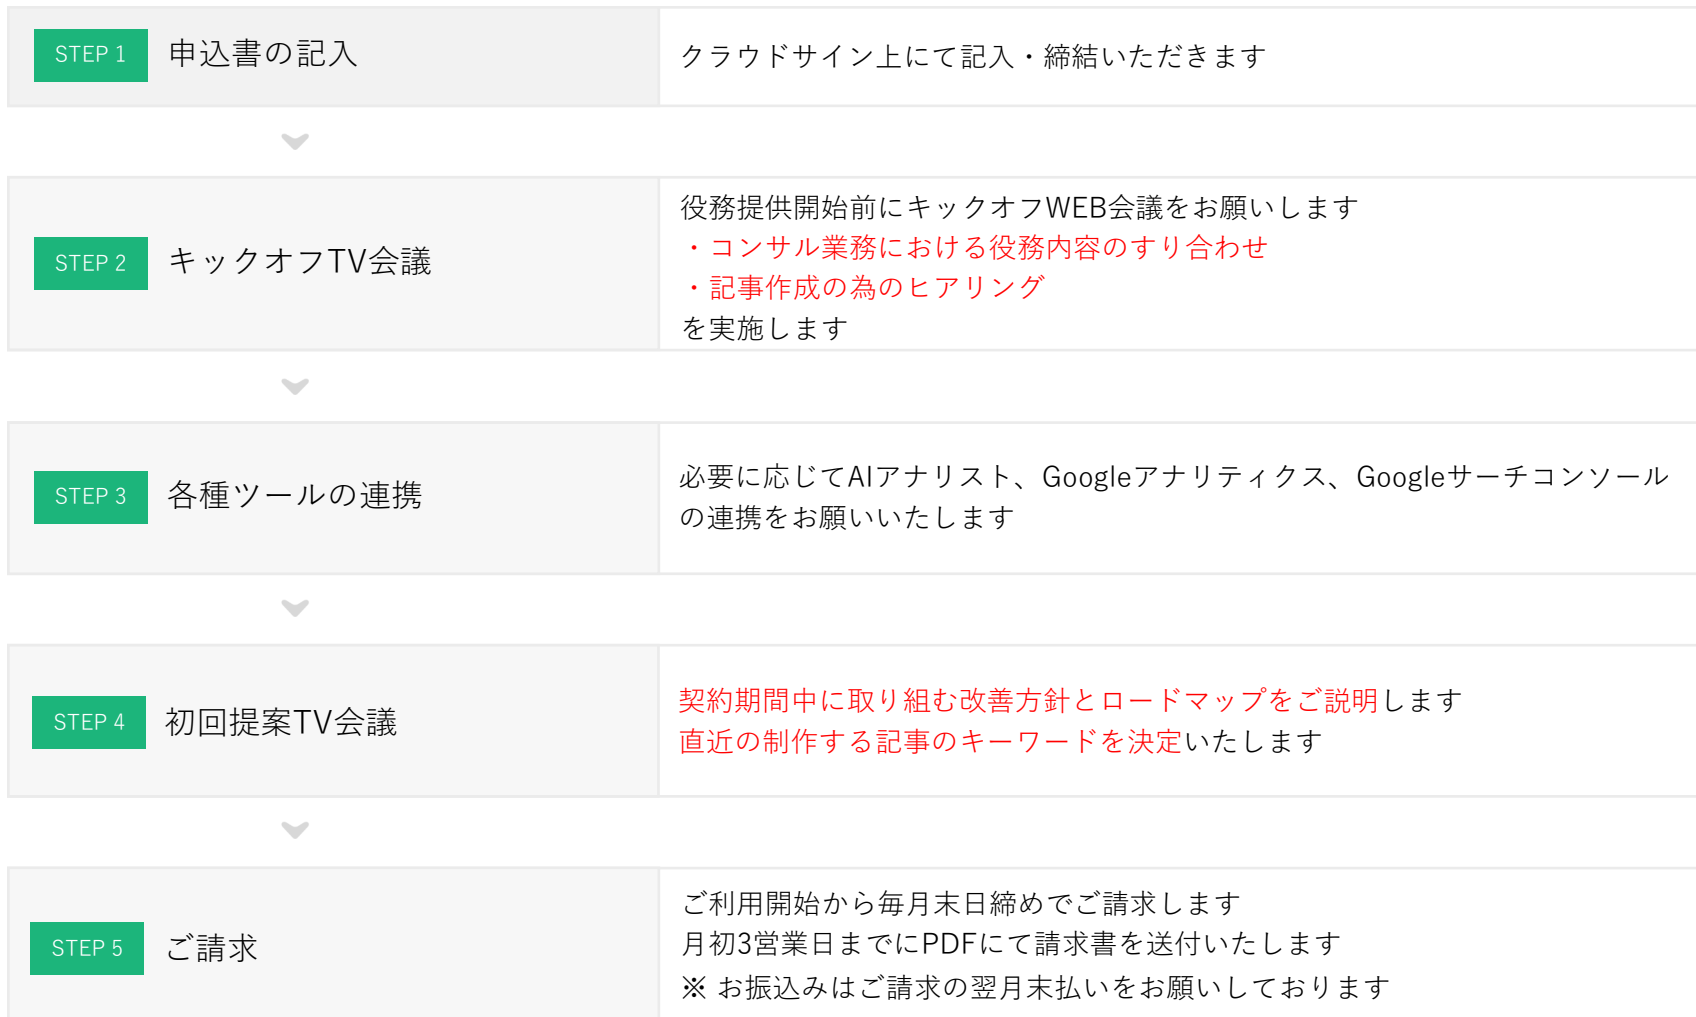 STEP 1 申込書の記入
クラウドサイン上にて記入・締結いただきます
STEP 2 キックオフTV会議
役務提供開始前にキックオフWEB会議をお願いします
・コンサル業務における役務内容のすり合わせ
・記事作成の為のヒアリング
を実施します
STEP 3 各種ツールの連携
必要に応じてAIアナリスト、Googleアナリティクス、Googleサーチコンソール
の連携をお願いいたします
STEP 4 初回提案TV会議
契約期間中に取り組む改善方針とロードマップをご説明します
直近の制作する記事のキーワードを決定いたします
STEP 5 ご請求
ご利用開始から毎月末日締めでご請求します
月初3営業日までにPDFにて請求書を送付いたします
※ お振込みはご請求の翌月末払いをお願いしております